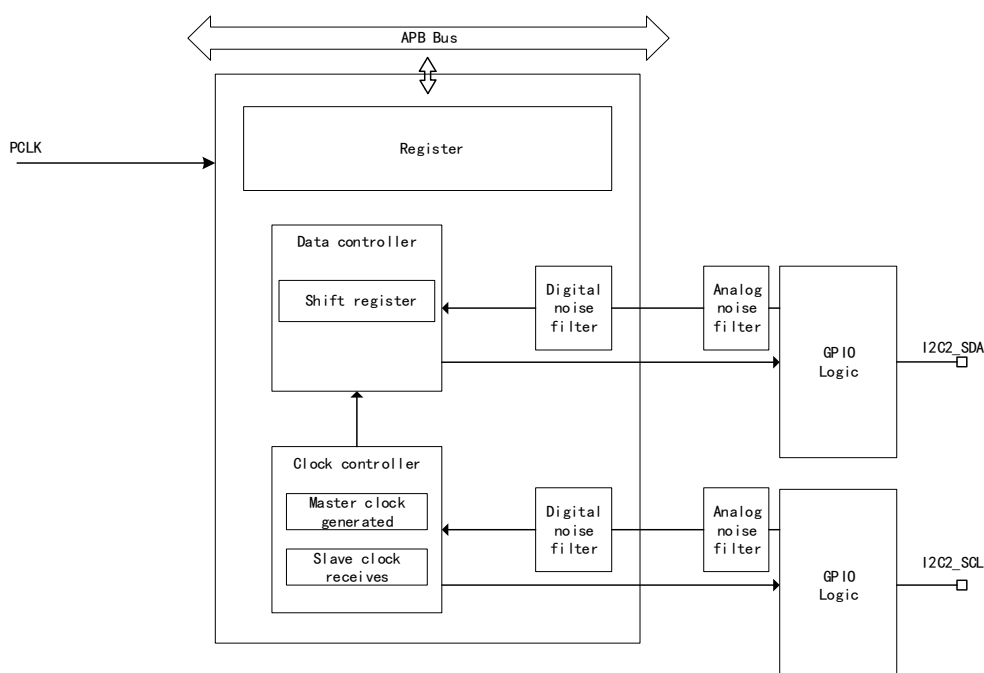 APB Bus
PCLK
Register
Data controller
Shift register
Digital
noise
filter
Analog
noise
filter
GPIO
Logic
I2C2_SDA
Clock controller
Master clock
generated
Slave clock
receives
Digital
noise
filter
Analog
noise
filter
GPIO
Logic
I2C2_SCL